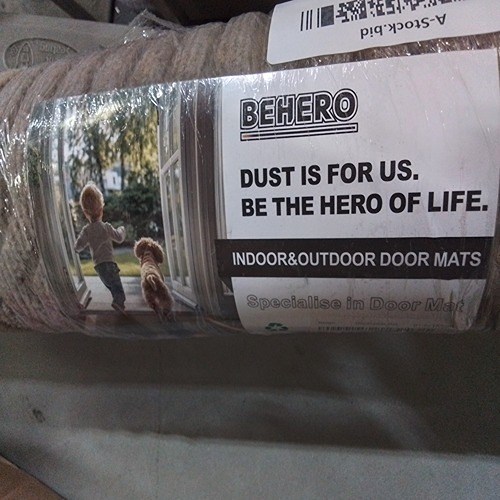 A-Stock.bid
BEHERO
DUST IS FOR US.
BE THE HERO OF LIFE.
INDOOR&OUTDOOR DOOR MATS
Specialise in Door Mat